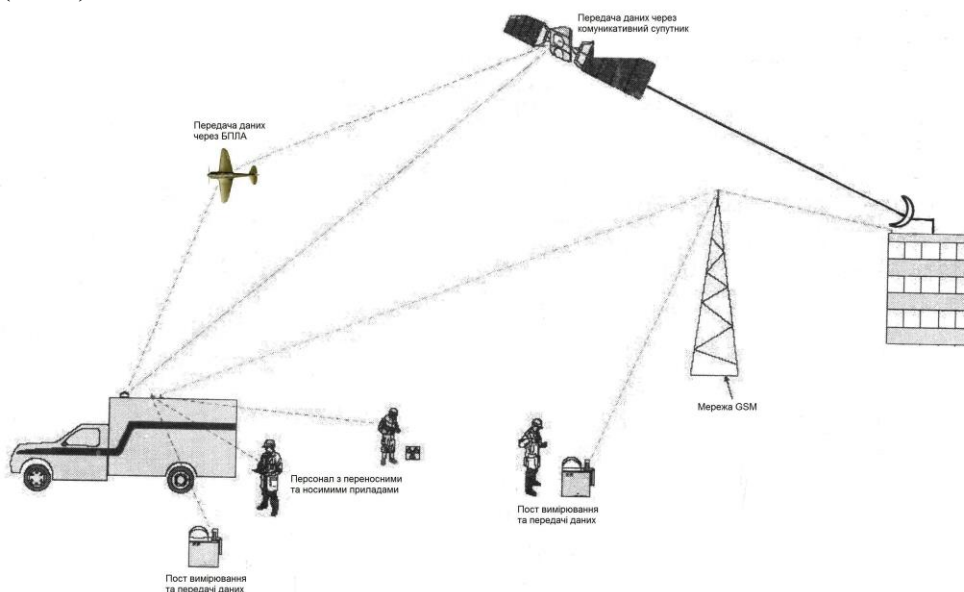 Передача даних через
комунікативний супутник
Передача даних
через БПЛА
Мережа GSM
Персонал з переносними
та носимими приладами
Пост вимірювання
та передачі даних
Пост вимірювання
та передачі даних